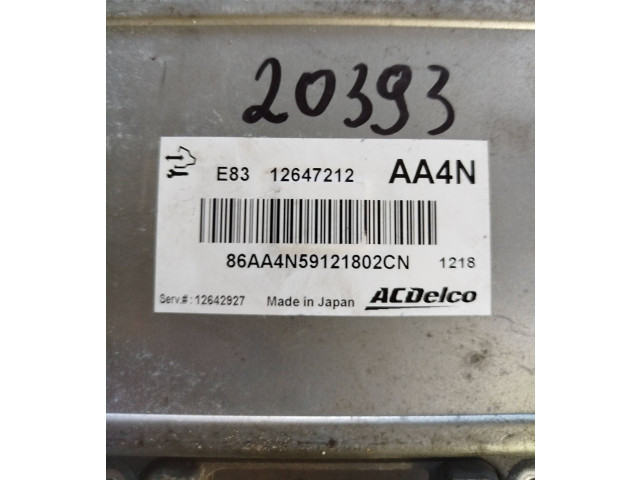 20393
E83 12647212 AA4N
86AA4N59121802CN 1218
Serv.#: 12642927 Made in Japan ACDelco